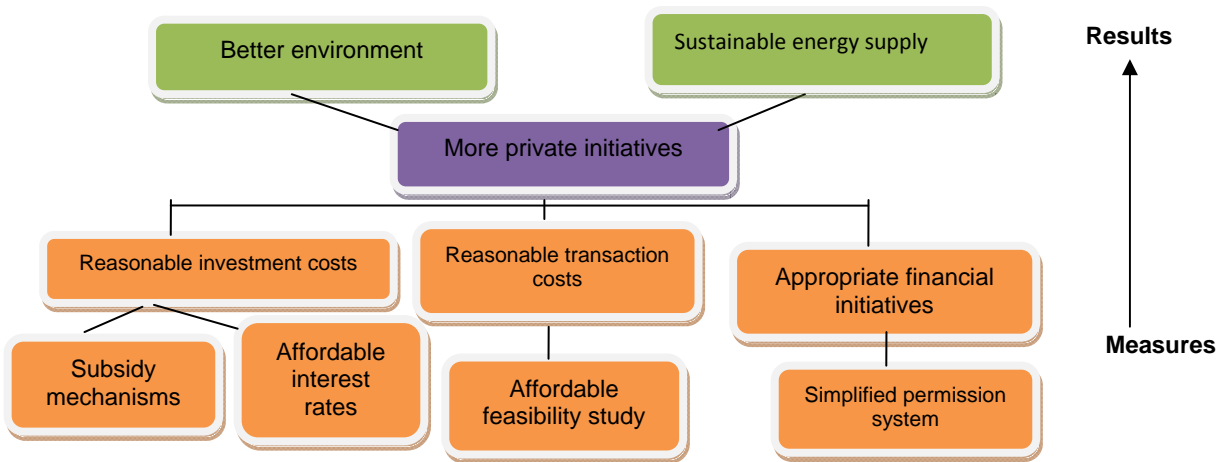 Better environment
Sustainable energy supply
Results
More private initiatives
Reasonable investment costs
Reasonable transaction
costs
Appropriate financial
initiatives
Measures
Subsidy
mechanisms
Affordable
interest
rates
Affordable
feasibility study
Simplified permission
system